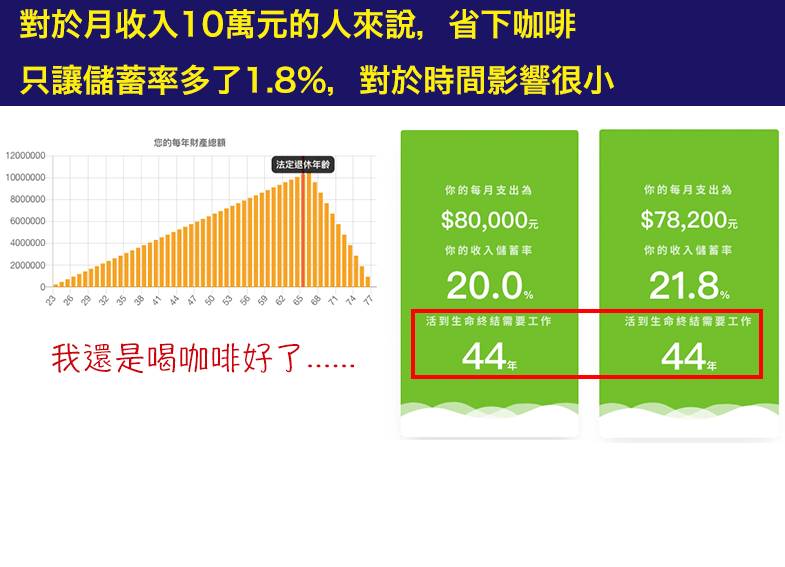 對於月收入10萬元的人來說，省下咖啡
只讓儲蓄率多了1.8%，對於時間影響很小
您的每年財產總額
法定退休年齡
12000000
10000000
8000000
6000000
4000000
2000000
0
23 26 29 32 35 38 41 44 47 50 53 56 59 62 65 68 71 74 77
我還是喝咖啡好了......
你的每月支出為
$80,000元
你的收入儲蓄率
20.0%
活到生命終結需要工作
44年
你的每月支出為
$78,200元
你的收入儲蓄率
21.8%
活到生命終結需要工作
44年